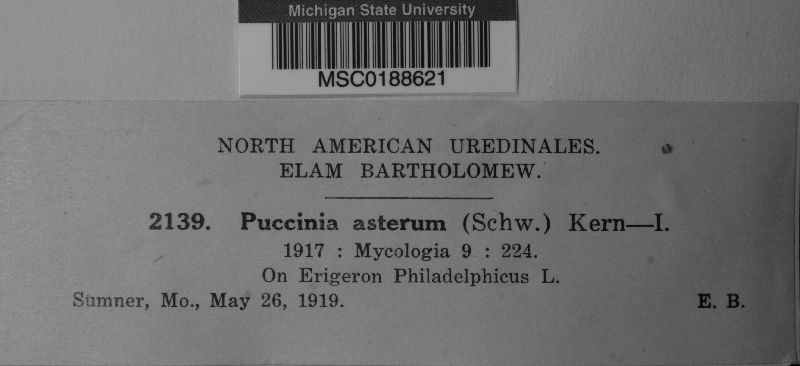 Michigan State University
MSC0188621
NORTH AMERICAN UREDINALES.
ELAM BARTHOLOMEW.
2139. Puccinia asterum (Schw.) Kern—I.
1917 : Mycologia 9 : 224.
On Erigeron Philadelphicus L.
Sumner, Mo., May 26, 1919. E. B.